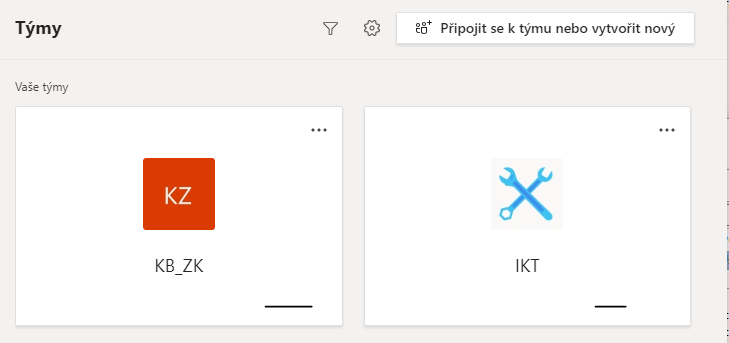 Týmy
Připojit se k týmu nebo vytvořit nový
Vaše týmy
KZ
KB_ZK
IKT